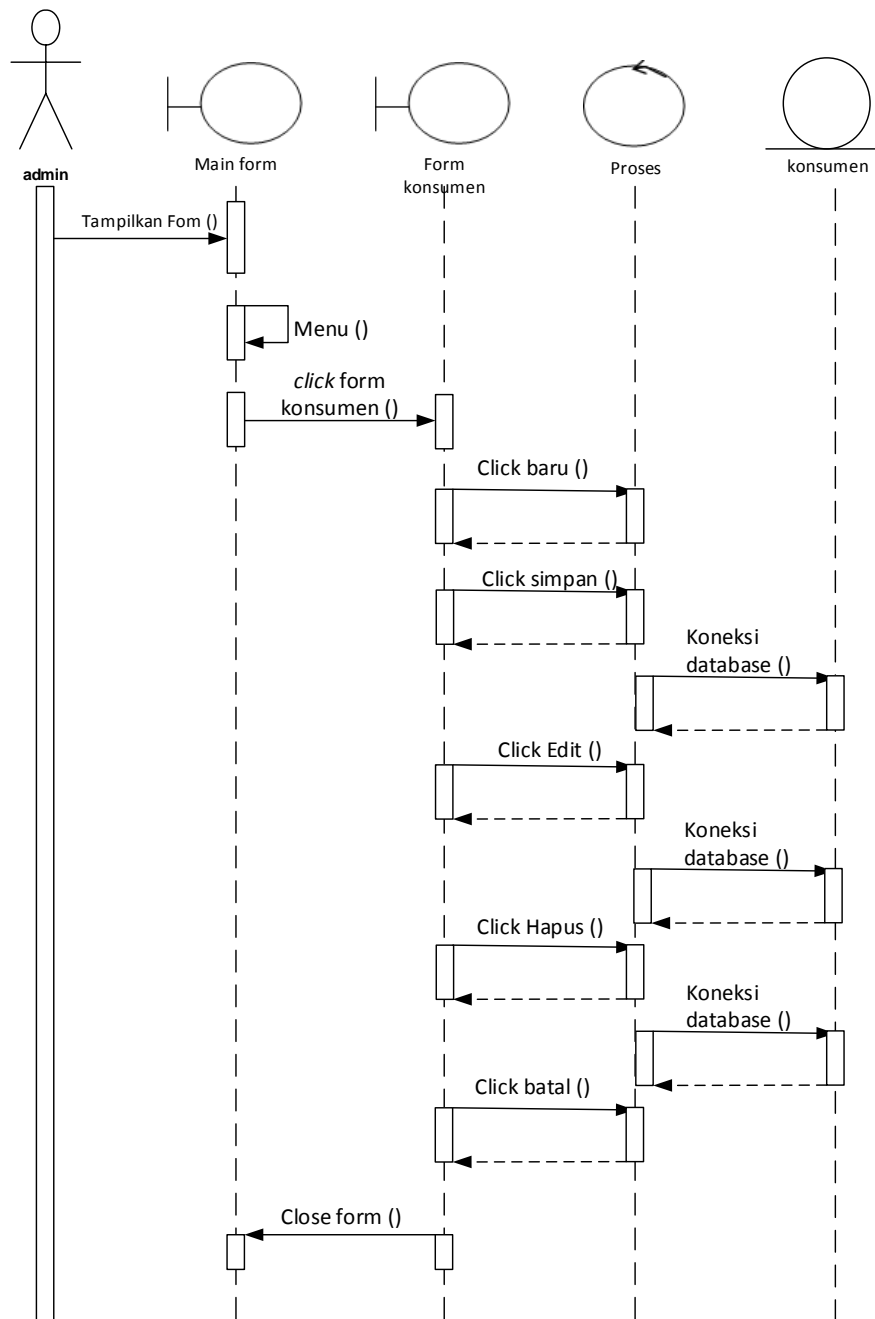 admin
Main form
Form
konsumen
Proses
konsumen
Tampilkan Fom ()
Menu ()
click form
konsumen ()
Click baru ()
Click simpan ()
Koneksi
database ()
Click Edit ()
Koneksi
database ()
Click Hapus ()
Koneksi
database ()
Click batal ()
Close form ()